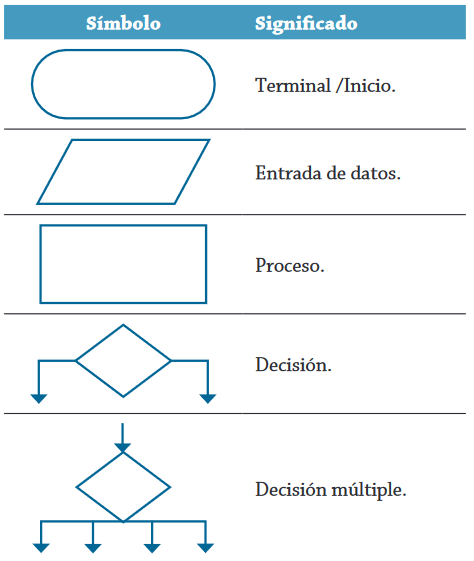 Símbolo Significado
Terminal /Inicio.
Entrada de datos.
Proceso.
Decisión.
Decisión múltiple.